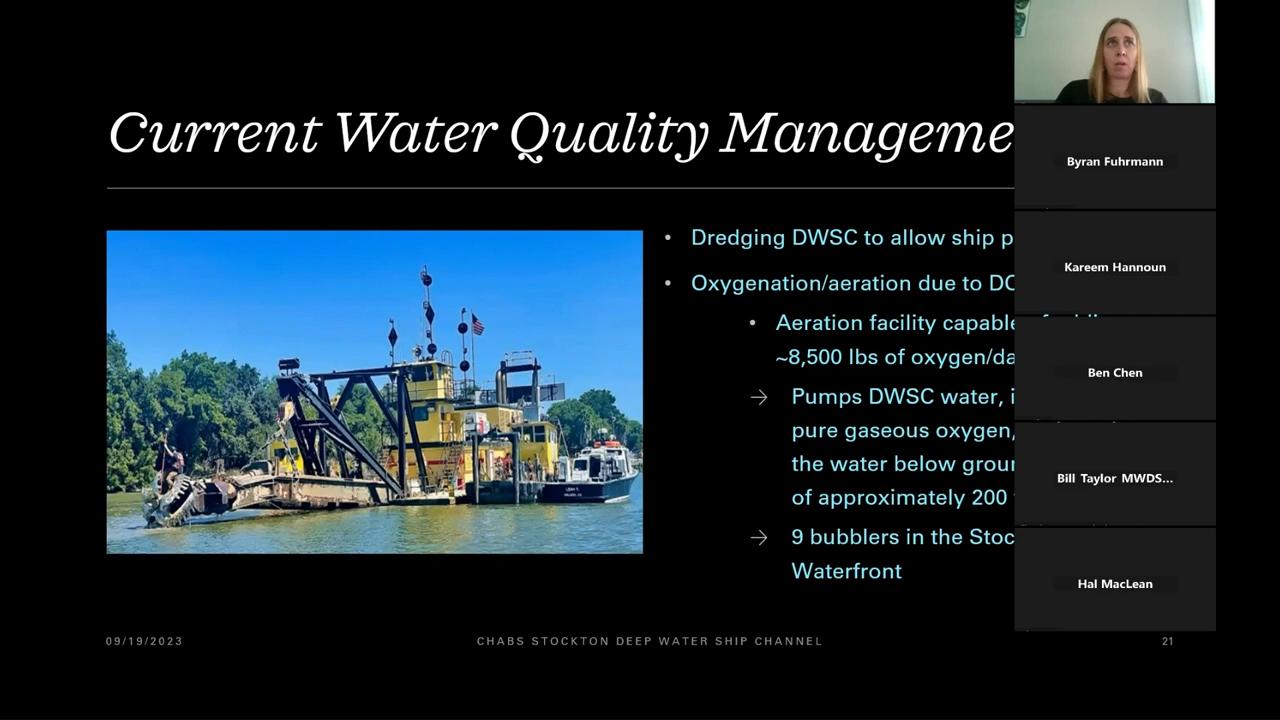 Current Water Quality Manageme
Dredging DWSC to allow ship p
Oxygenation/aeration due to DO
Aeration facility capable
~8,500 lbs of oxygen/da
Pumps DWSC water, i
pure gaseous oxygen,
the water below groun
of approximately 200
9 bubblers in the Stoc
Waterfront
Byran Fuhrmann
Kareem Hannoun
Ben Chen
Bill Taylor MWDS...
Hal MacLean
09/19/2023
CHABS STOCKTON DEEP WATER SHIP CHANNEL
21